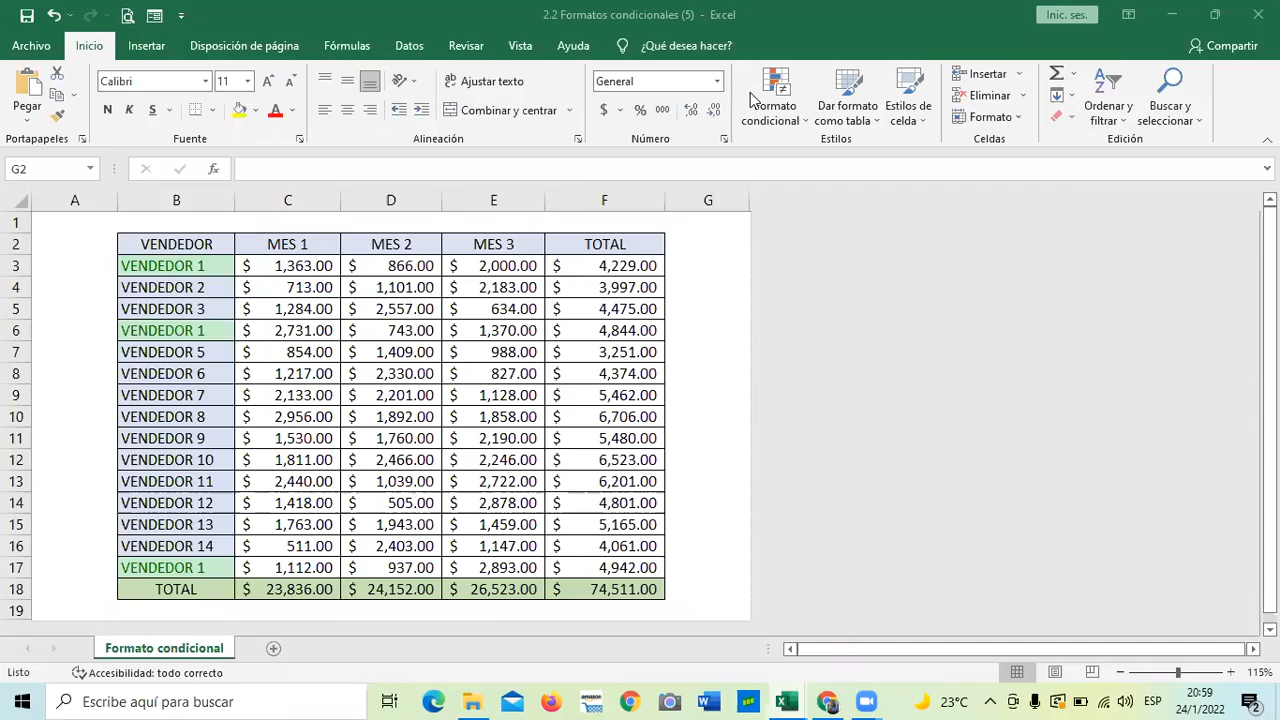 2.2 Formatos condicionales (5) - Excel
Inic. ses.
Archivo Inicio Insertar Disposición de página Fórmulas Datos Revisar Vista Ayuda ¿Qué desea hacer? Compartir
Pegar
Portapapeles
Calibri 11
N K S
Fuente
Ajustar texto
Combinar y centrar
Alineación
General
$ % 000
Número
Formato condicional
Dar formato como tabla
Estilos de celda
Estilos
Insertar
Eliminar
Formato
Celdas
Ordenar y filtrar
Buscar y seleccionar
Edición
G2
fx
A B C D E F G
1
2 VENDEDOR MES 1 MES 2 MES 3 TOTAL
3 VENDEDOR 1 $ 1,363.00 $ 866.00 $ 2,000.00 $ 4,229.00
4 VENDEDOR 2 $ 713.00 $ 1,101.00 $ 2,183.00 $ 3,997.00
5 VENDEDOR 3 $ 1,284.00 $ 2,557.00 $ 634.00 $ 4,475.00
6 VENDEDOR 1 $ 2,731.00 $ 743.00 $ 1,370.00 $ 4,844.00
7 VENDEDOR 5 $ 854.00 $ 1,409.00 $ 988.00 $ 3,251.00
8 VENDEDOR 6 $ 1,217.00 $ 2,330.00 $ 827.00 $ 4,374.00
9 VENDEDOR 7 $ 2,133.00 $ 2,201.00 $ 1,128.00 $ 5,462.00
10 VENDEDOR 8 $ 2,956.00 $ 1,892.00 $ 1,858.00 $ 6,706.00
11 VENDEDOR 9 $ 1,530.00 $ 1,760.00 $ 2,190.00 $ 5,480.00
12 VENDEDOR 10 $ 1,811.00 $ 2,466.00 $ 2,246.00 $ 6,523.00
13 VENDEDOR 11 $ 2,440.00 $ 1,039.00 $ 2,722.00 $ 6,201.00
14 VENDEDOR 12 $ 1,418.00 $ 505.00 $ 2,878.00 $ 4,801.00
15 VENDEDOR 13 $ 1,763.00 $ 1,943.00 $ 1,459.00 $ 5,165.00
16 VENDEDOR 14 $ 511.00 $ 2,403.00 $ 1,147.00 $ 4,061.00
17 VENDEDOR 1 $ 1,112.00 $ 937.00 $ 2,893.00 $ 4,942.00
18 TOTAL $ 23,836.00 $ 24,152.00 $ 26,523.00 $ 74,511.00
19
Formato condicional
Listo Accesibilidad: todo correcto 115%
Escribe aquí para buscar
23°C
ESP
20:59
24/1/2022
2